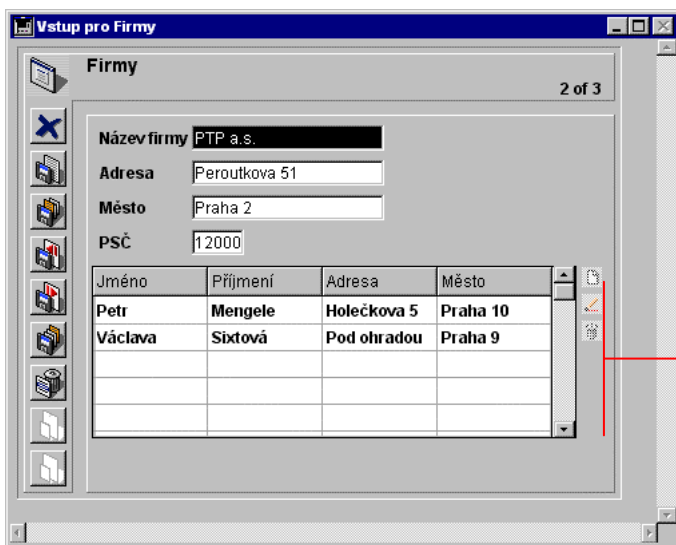 Vstup pro Firmy
Firmy
2 of 3
Název firmy PTP a.s.
Adresa Peroutkova 51
Město Praha 2
PSČ 12000
Jméno Příjmení Adresa Město
Petr Mengele Holečkova 5 Praha 10
Václava Sixtová Pod ohradou Praha 9